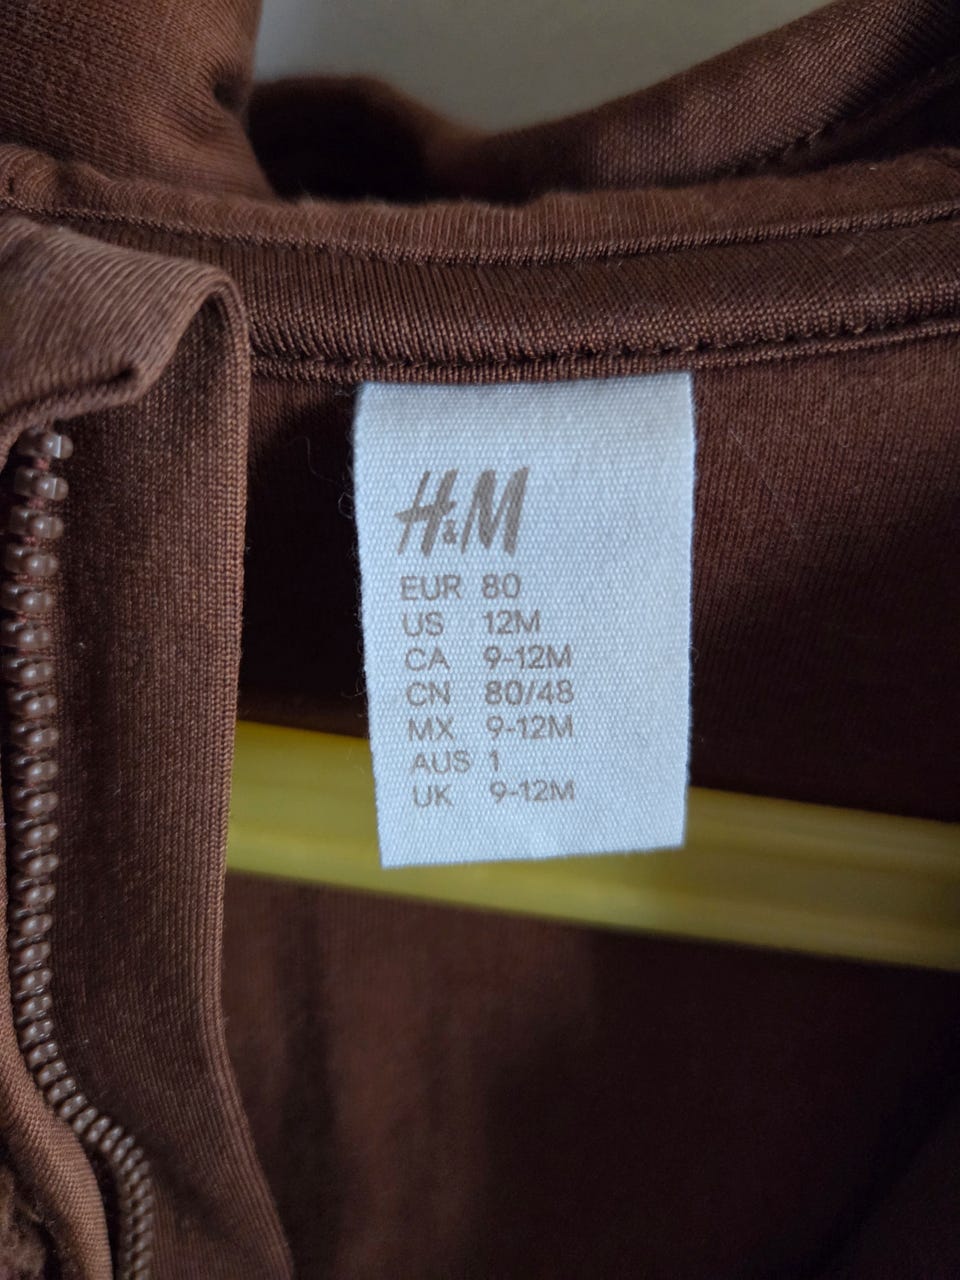 H&M
EUR 80
US 12M
CA 9-12M
CN 80/48
MX 9-12M
AUS 1
UK 9-12M